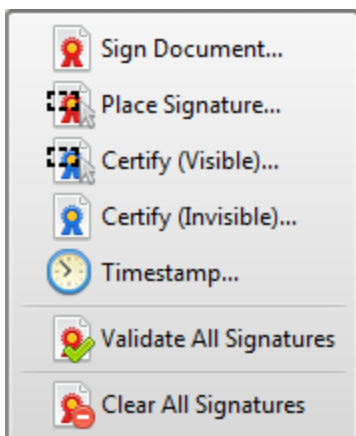 Sign Document...
Place Signature...
Certify (Visible)...
Certify (Invisible)...
Timestamp...
Validate All Signatures
Clear All Signatures